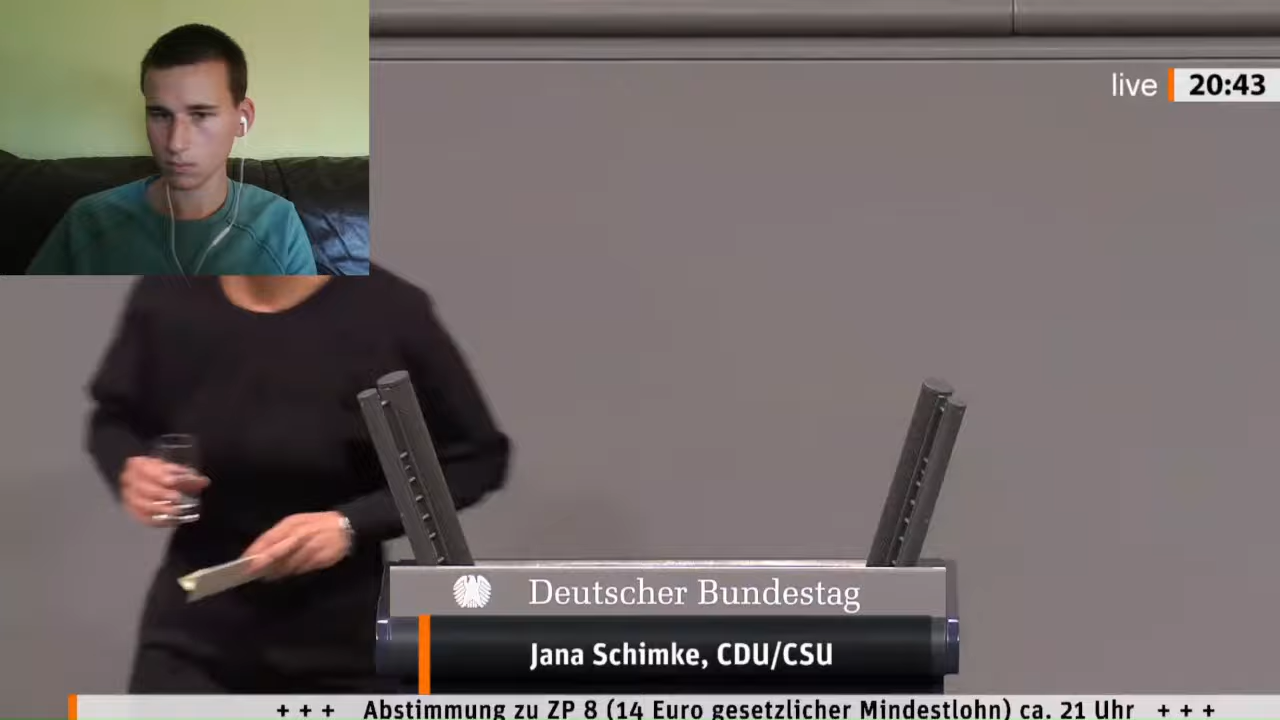 live 20:43
Deutscher Bundestag
Jana Schimke, CDU/CSU
+ + + Abstimmung zu ZP 8 (14 Euro gesetzlicher Mindestlohn) ca. 21 Uhr + + +